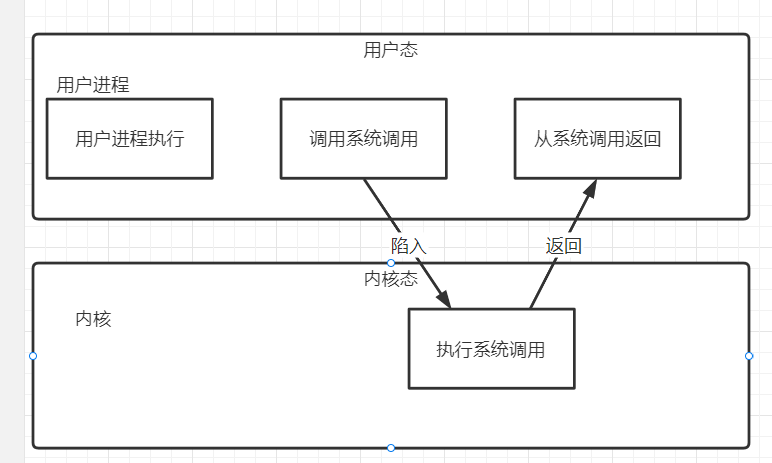 用户态
用户进程
用户进程执行
调用系统调用
从系统调用返回
陷入
返回
内核态
内核
执行系统调用